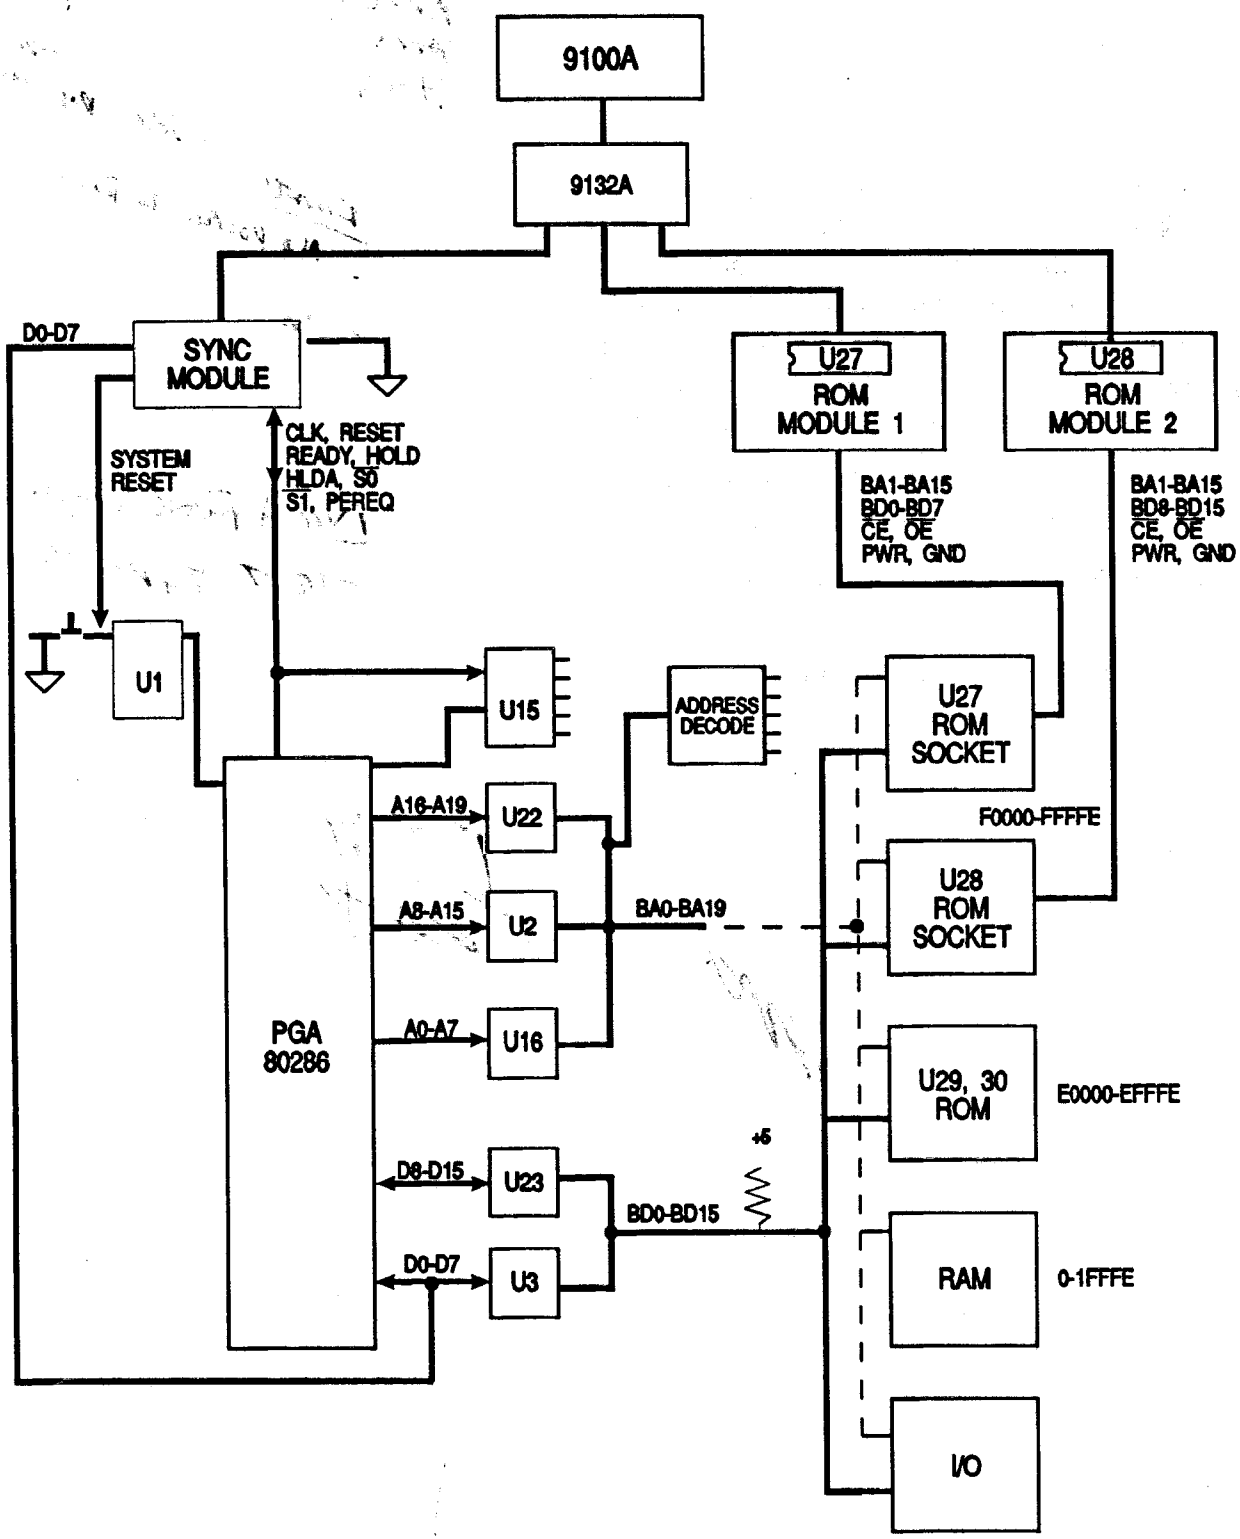 9100A
9132A
D0-D7
SYNC
MODULE
U27
ROM
MODULE 1
U28
ROM
MODULE 2
SYSTEM
RESET
CLK, RESET
READY, HOLD
HLDA, S0
S1, PEREQ
BA1-BA15
BD0-BD7
CE, OE
PWR, GND
BA1-BA15
BD8-BD15
CE, OE
PWR, GND
U1
U15
ADDRESS
DECODE
U27
ROM
SOCKET
A16-A19
U22
F0000-FFFFE
A8-A15
U2
BA0-BA19
U28
ROM
SOCKET
PGA
80286
A0-A7
U16
U29, 30
ROM
E0000-EFFFE
+5
D8-D15
U23
BD0-BD15
D0-D7
U3
RAM
0-1FFFE
I/O